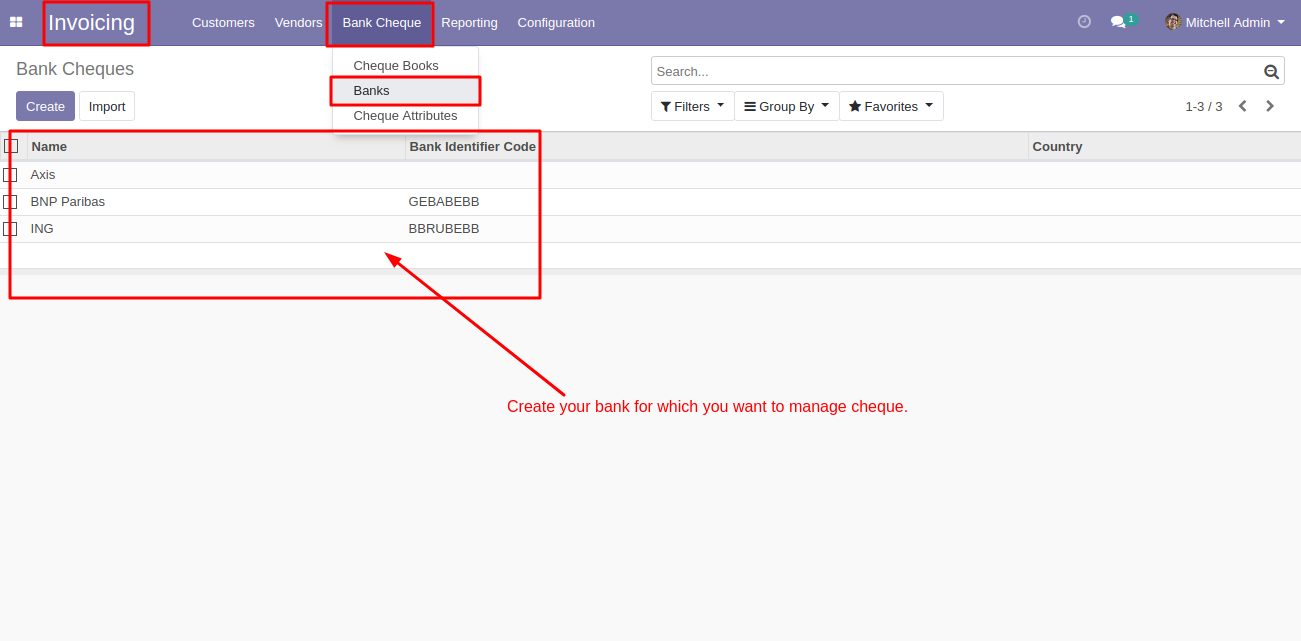 Invoicing Customers Vendors Bank Cheque Reporting Configuration 1 Mitchell Admin
Bank Cheques
Cheque Books
Banks
Cheque Attributes
Search...
Create Import
Filters Group By Favorites 1-3 / 3
Name Bank Identifier Code Country
Axis
BNP Paribas GEBABEBB
ING BBRUBEBB
Create your bank for which you want to manage cheque.